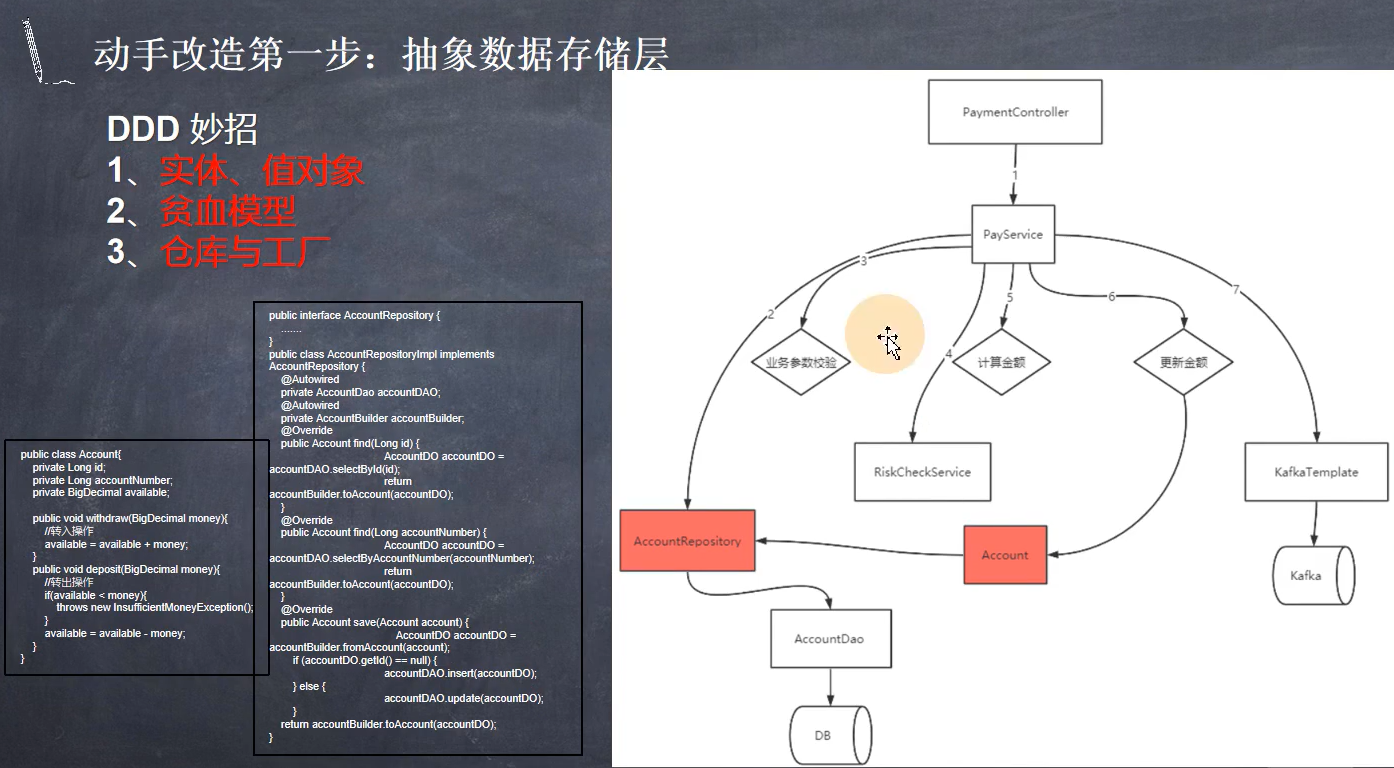 动手改造第一步：抽象数据存储层
DDD 妙招
1、实体、值对象
2、贫血模型
3、仓库与工厂
public class Account{
private Long id;
private Long accountNumber;
private BigDecimal available;
public void withdraw(BigDecimal money){
//转入操作
available = available + money;
}
public void deposit(BigDecimal money){
//转出操作
if(available < money){
throws new InsufficientMoneyException();
}
available = available - money;
}
}
public interface AccountRepository {
.......
}
public class AccountRepositoryImpl implements
AccountRepository {
@Autowired
private AccountDao accountDAO;
@Autowired
private AccountBuilder accountBuilder;
@Override
public Account find(Long id) {
AccountDO accountDO =
accountDAO.selectById(id);
return
accountBuilder.toAccount(accountDO);
}
@Override
public Account find(Long accountNumber) {
AccountDO accountDO =
accountDAO.selectByAccountNumber(accountNumber);
return
accountBuilder.toAccount(accountDO);
}
@Override
public Account save(Account account) {
AccountDO accountDO =
accountBuilder.fromAccount(account);
if (accountDO.getId() == null) {
accountDAO.insert(accountDO);
} else {
accountDAO.update(accountDO);
}
return accountBuilder.toAccount(accountDO);
}
PaymentController
1
PayService
3
2
5
6
7
4
业务参数校验
计算金额
更新金额
RiskCheckService
KafkaTemplate
AccountRepository
Account
Kafka
AccountDao
DB